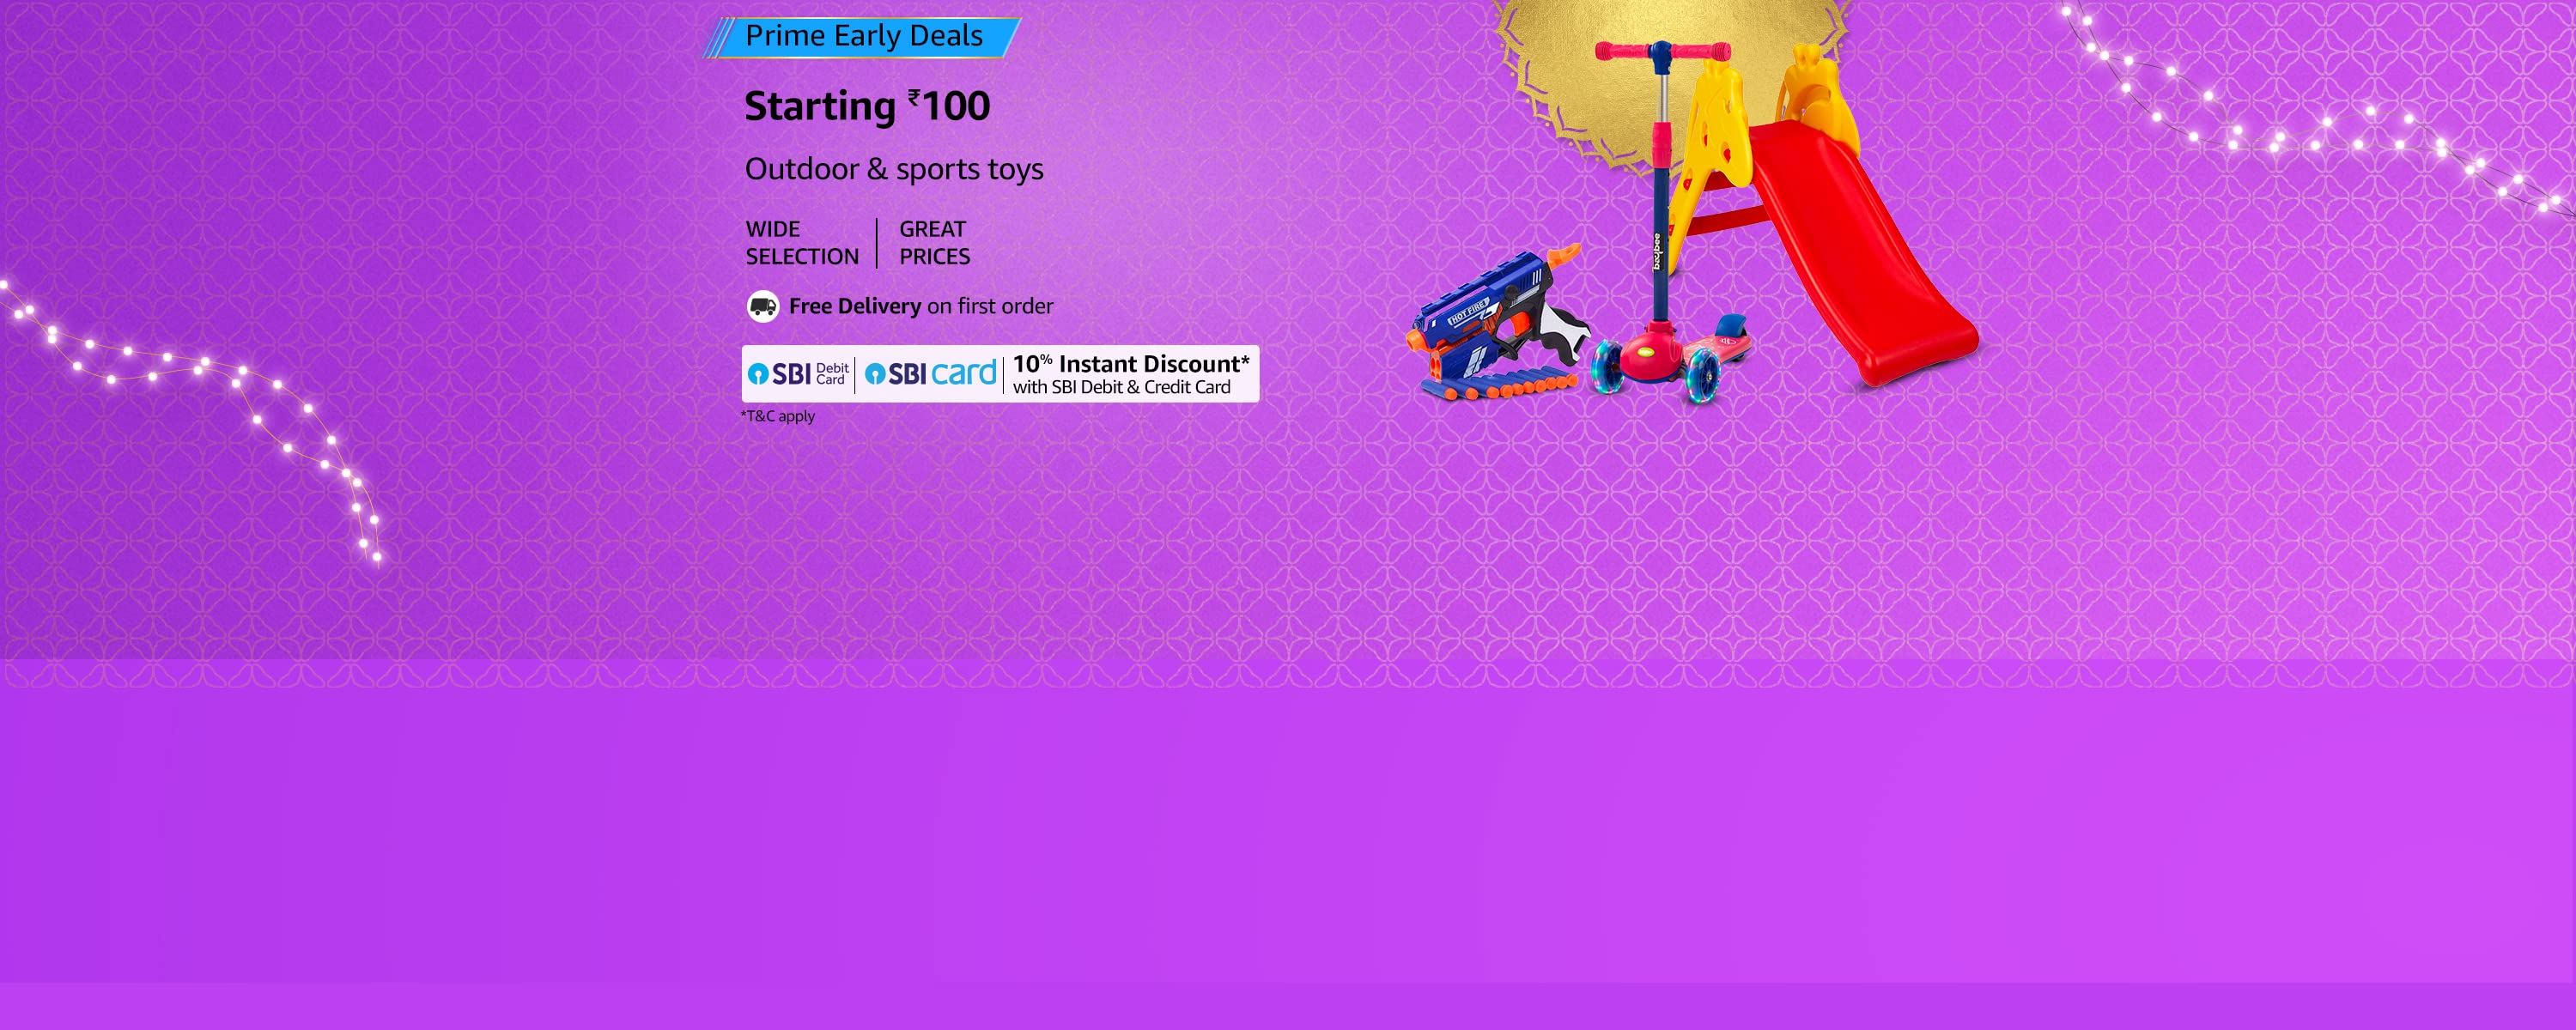 Prime Early Deals
Starting ₹100
Outdoor & sports toys
WIDE SELECTION
GREAT PRICES
Free Delivery on first order
SBI Debit Card
SBI card
10% Instant Discount*
with SBI Debit & Credit Card
*T&C apply
HOT FIRE
baybee